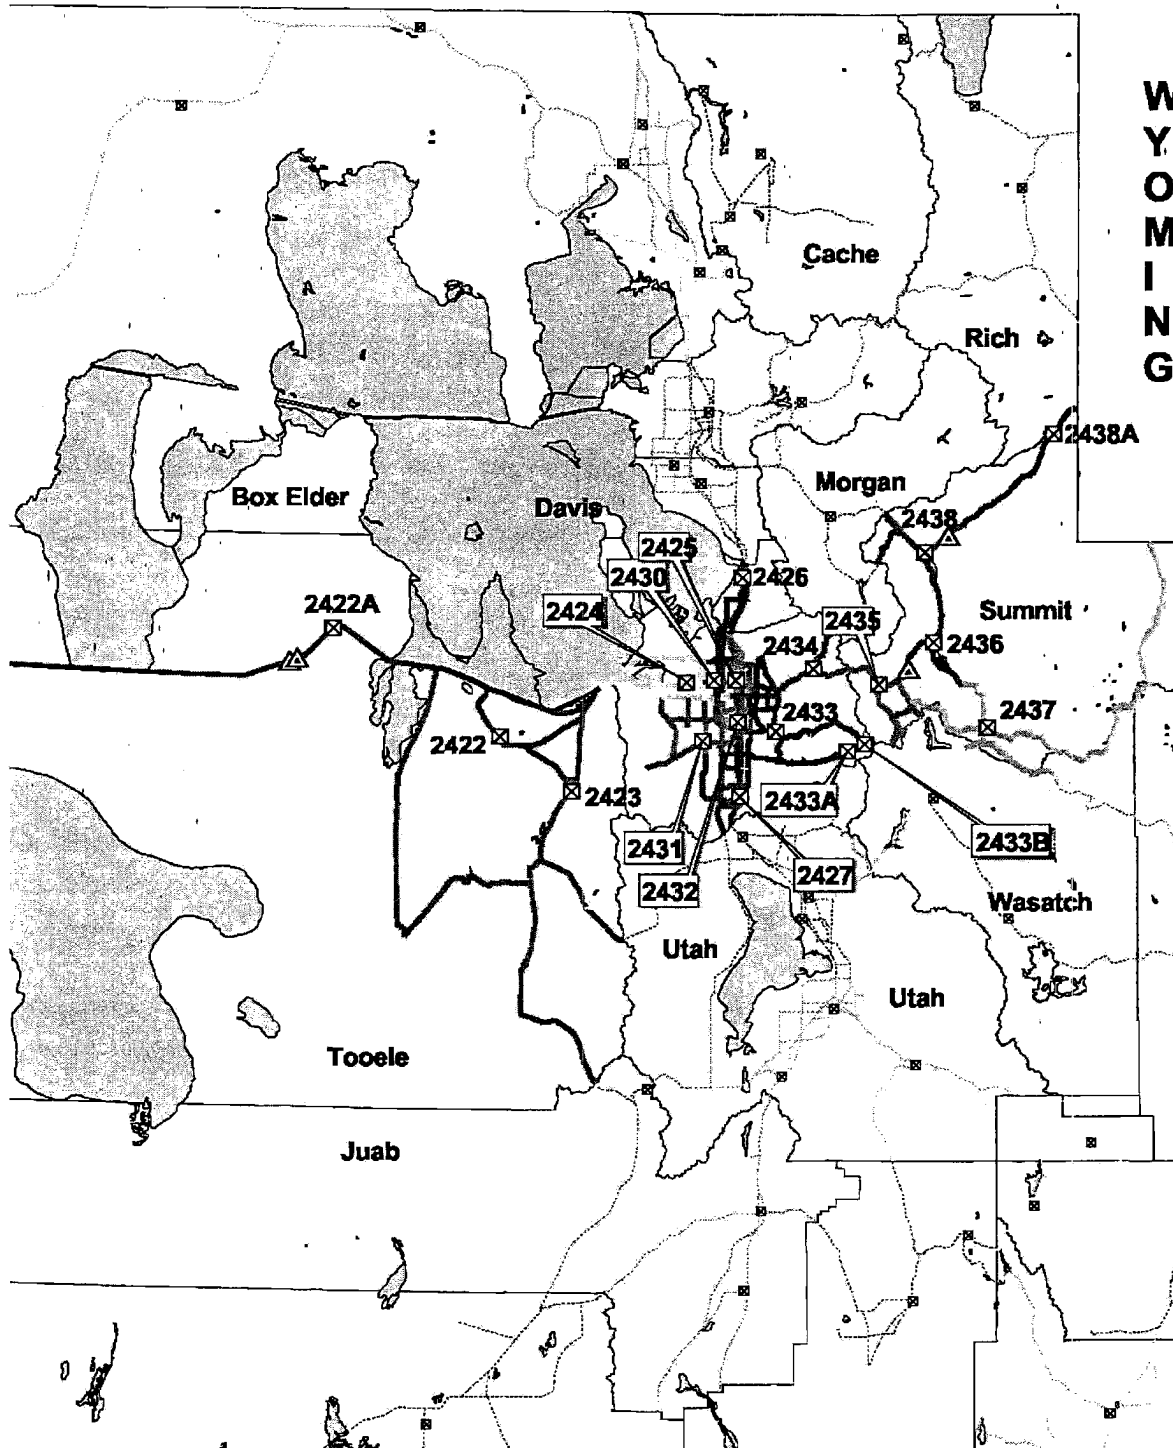 WYOMING
Cache
Rich
2438A
Morgan
Box Elder
Davis
2438
2425
2430
2426
2422A
2424
2435
Summit
2434
2436
2433
2437
2422
2423
2433A
2431
2433B
2432
2427
Wasatch
Utah
Utah
Tooele
Juab